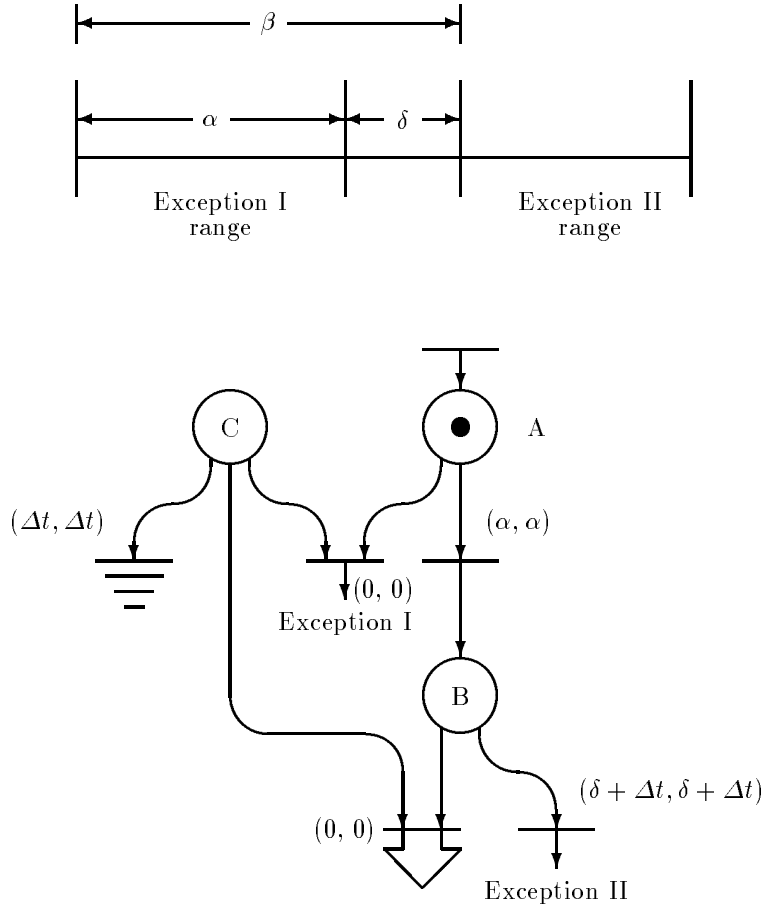 β
α δ
Exception I Exception II
range range
C A
(Δt, Δt) (α, α)
(0, 0)
Exception I
B
(δ + Δt, δ + Δt)
(0, 0)
Exception II